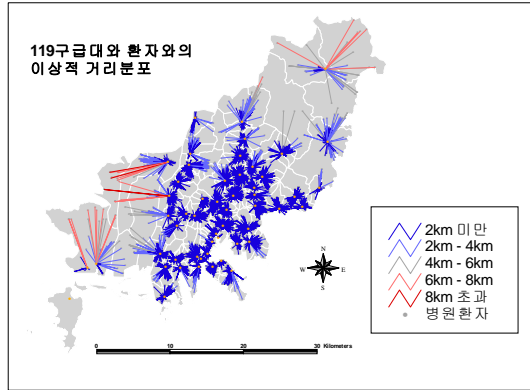 119구급대와 환자와의
이상적 거리분포
2km 미만
2km - 4km
4km - 6km
6km - 8km
8km 초과
병원환자
N
W E
S
0 10 20 30 Kilometers